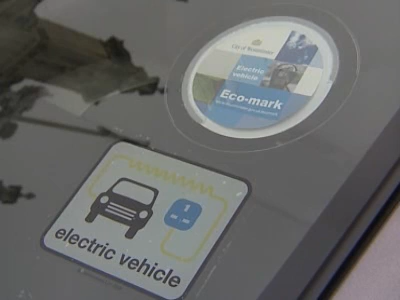 City of Westminster
Electric
vehicle
Eco-mark
1
electric vehicle